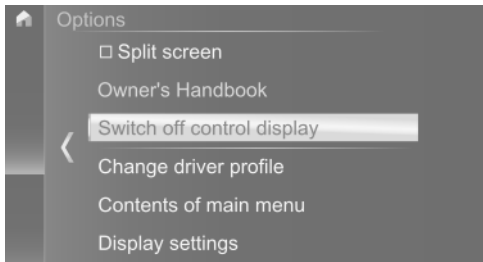 Options
Split screen
Owner's Handbook
Switch off control display
Change driver profile
Contents of main menu
Display settings